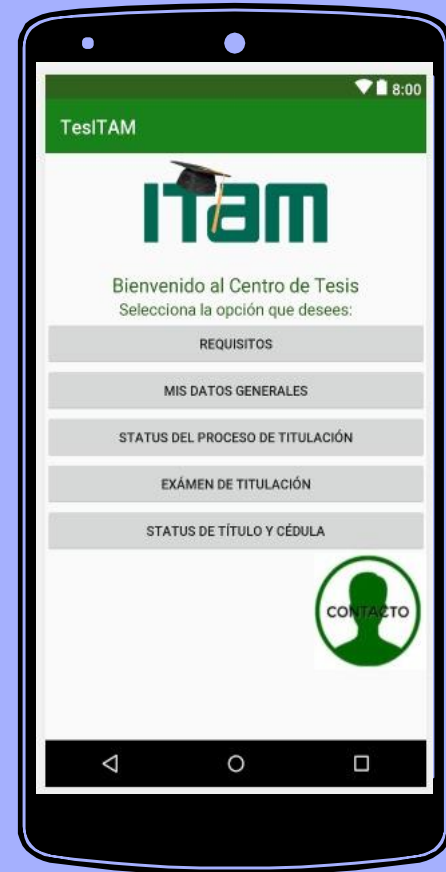 8:00
TesITAM
ITam
Bienvenido al Centro de Tesis
Selecciona la opción que desees:
REQUISITOS
MIS DATOS GENERALES
STATUS DEL PROCESO DE TITULACIÓN
EXÁMEN DE TITULACIÓN
STATUS DE TÍTULO Y CÉDULA
CONTACTO